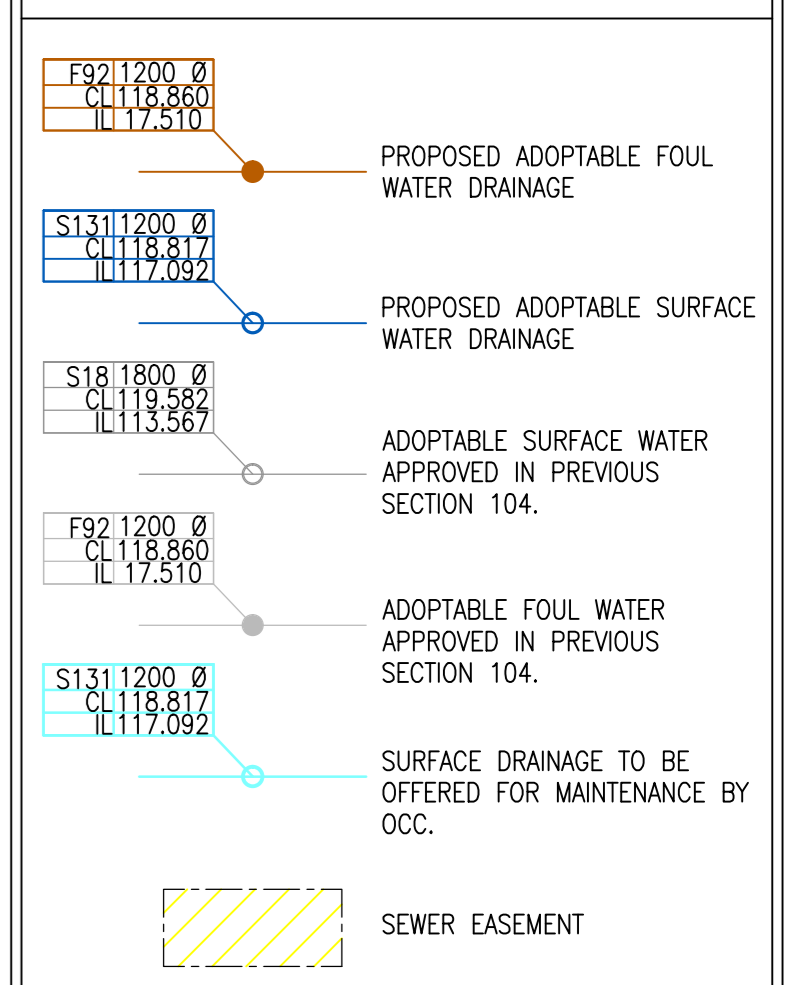 F92 1200 Ø
CL 118.860
IL 17.510
PROPOSED ADOPTABLE FOUL
WATER DRAINAGE
S131 1200 Ø
CL 118.817
IL 117.092
PROPOSED ADOPTABLE SURFACE
WATER DRAINAGE
S18 1800 Ø
CL 119.582
IL 113.567
ADOPTABLE SURFACE WATER
APPROVED IN PREVIOUS
SECTION 104.
F92 1200 Ø
CL 118.860
IL 17.510
ADOPTABLE FOUL WATER
APPROVED IN PREVIOUS
SECTION 104.
S131 1200 Ø
CL 118.817
IL 117.092
SURFACE DRAINAGE TO BE
OFFERED FOR MAINTENANCE BY
OCC.
SEWER EASEMENT